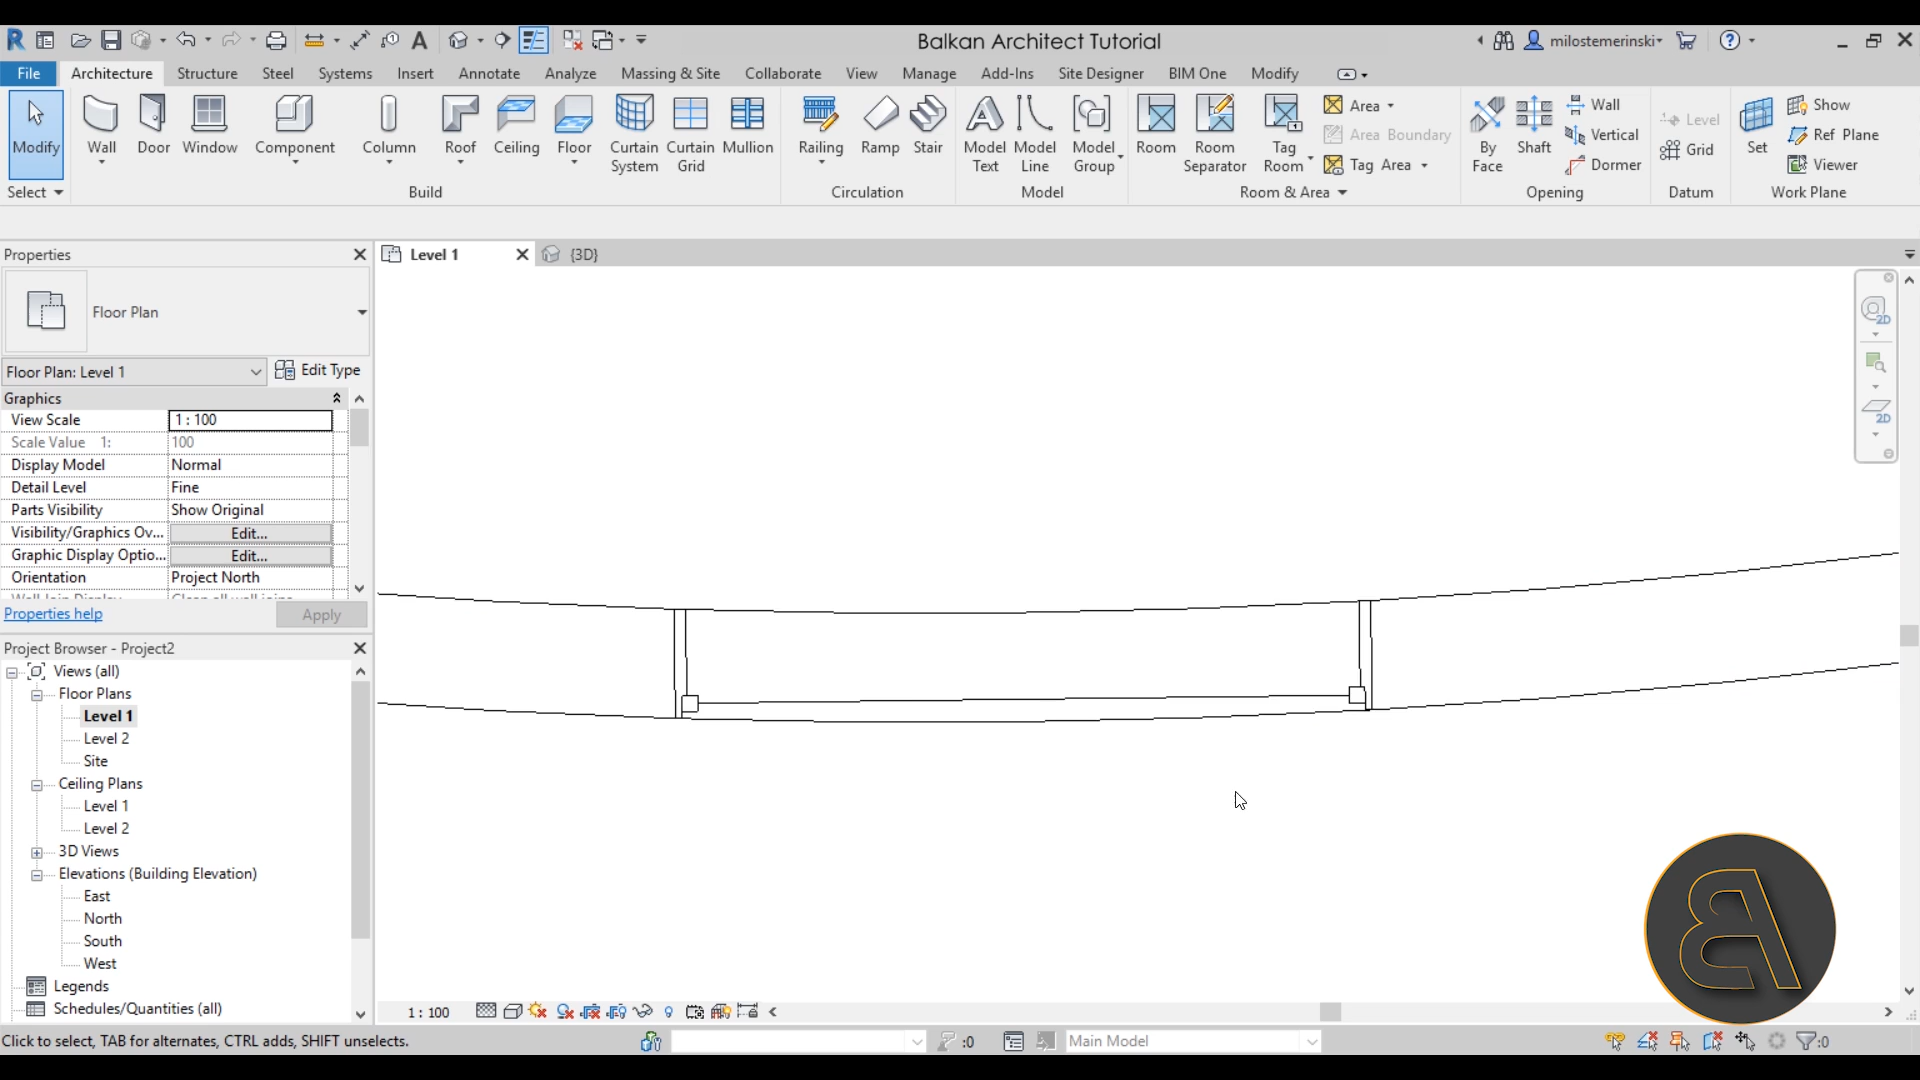 Balkan Architect Tutorial
milostemerinski
File Architecture Structure Steel Systems Insert Annotate Analyze Massing & Site Collaborate View Manage Add-Ins Site Designer BIM One Modify
Modify
Wall
Door
Window
Component
Column
Roof
Ceiling
Floor
Curtain
System
Curtain
Grid
Mullion
Railing
Ramp
Stair
Model
Text
Model
Line
Model
Group
Room
Room
Separator
Tag
Room
Area
Area Boundary
Tag Area
By
Face
Shaft
Wall
Vertical
Dormer
Level
Grid
Set
Show
Ref Plane
Viewer
Select Build Circulation Model Room & Area Opening Datum Work Plane
Properties
Level 1
{3D}
Floor Plan
Floor Plan: Level 1
Edit Type
Graphics
View Scale 1 : 100
Scale Value 1: 100
Display Model Normal
Detail Level Fine
Parts Visibility Show Original
Visibility/Graphics Ov... Edit...
Graphic Display Optio... Edit...
Orientation Project North
Wall Join Display Clean all wall joins
Properties help
Apply
Project Browser - Project2
Views (all)
Floor Plans
Level 1
Level 2
Site
Ceiling Plans
Level 1
Level 2
3D Views
Elevations (Building Elevation)
East
North
South
West
Legends
Schedules/Quantities (all)
2D
2D
1 : 100
Click to select, TAB for alternates, CTRL adds, SHIFT unselects.
:0
Main Model
:0